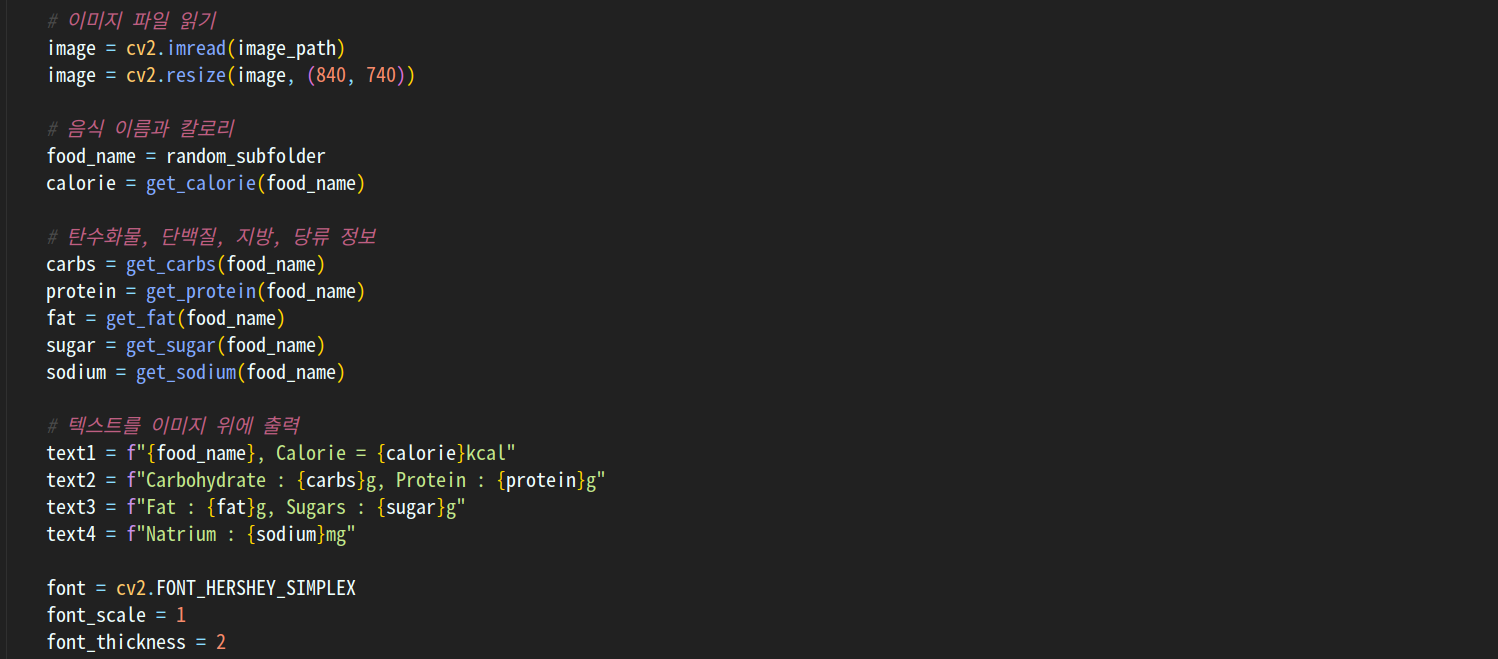 # 이미지 파일 읽기
image = cv2.imread(image_path)
image = cv2.resize(image, (840, 740))
# 음식 이름과 칼로리
food_name = random_subfolder
calorie = get_calorie(food_name)
# 탄수화물, 단백질, 지방, 당류 정보
carbs = get_carbs(food_name)
protein = get_protein(food_name)
fat = get_fat(food_name)
sugar = get_sugar(food_name)
sodium = get_sodium(food_name)
# 텍스트를 이미지 위에 출력
text1 = f"{food_name}, Calorie = {calorie}kcal"
text2 = f"Carbohydrate : {carbs}g, Protein : {protein}g"
text3 = f"Fat : {fat}g, Sugars : {sugar}g"
text4 = f"Natrium : {sodium}mg"
font = cv2.FONT_HERSHEY_SIMPLEX
font_scale = 1
font_thickness = 2